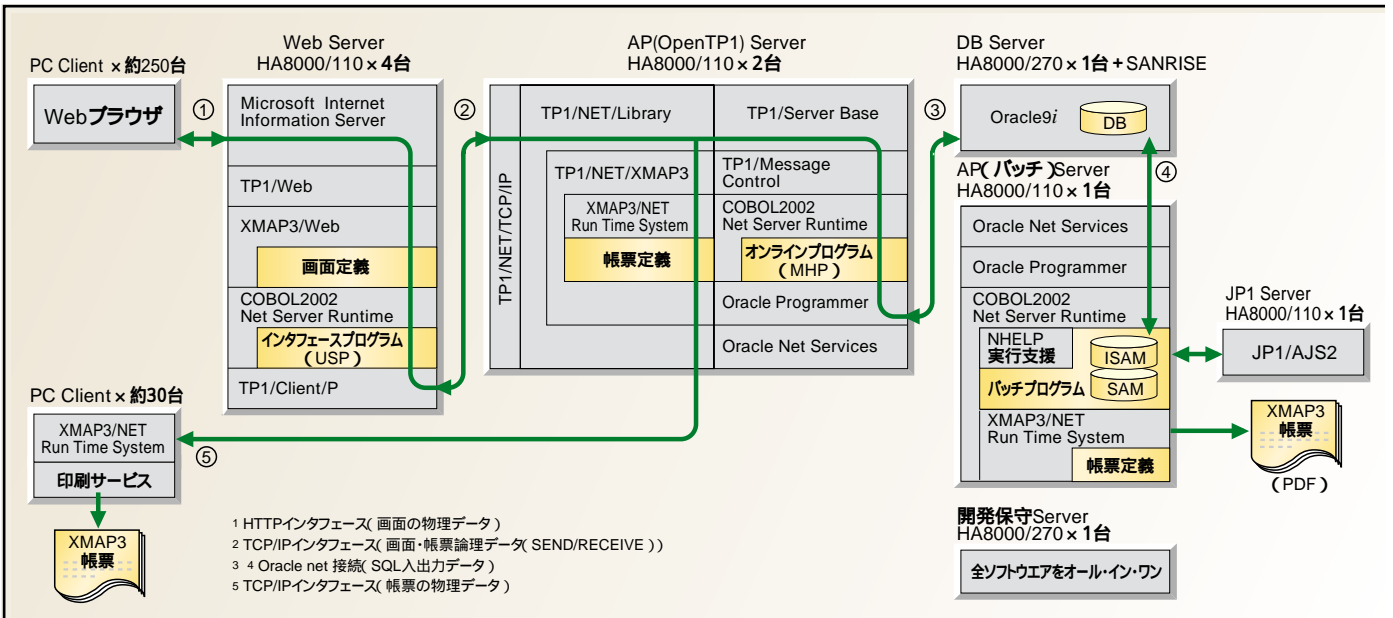 PC Client × 約250台
Webブラウザ
①
Web Server
HA8000/110 × 4台
Microsoft Internet
Information Server
TP1/Web
XMAP3/Web
画面定義
COBOL2002
Net Server Runtime
インタフェースプログラム
(USP)
TP1/Client/P
②
AP(OpenTP1) Server
HA8000/110 × 2台
TP1/NET/TCP/IP
TP1/NET/Library
TP1/NET/XMAP3
XMAP3/NET
Run Time System
帳票定義
TP1/Server Base
TP1/Message
Control
COBOL2002
Net Server Runtime
オンラインプログラム
(MHP)
Oracle Programmer
Oracle Net Services
③
DB Server
HA8000/270 × 1台 + SANRISE
Oracle9i
DB
④
AP(バッチ)Server
HA8000/110 × 1台
Oracle Net Services
Oracle Programmer
COBOL2002
Net Server Runtime
NHELP
実行支援
ISAM
バッチプログラム
SAM
XMAP3/NET
Run Time System
帳票定義
JP1 Server
HA8000/110 × 1台
JP1/AJS2
XMAP3
帳票
(PDF)
開発保守Server
HA8000/270 × 1台
全ソフトウエアをオール・イン・ワン
PC Client × 約30台
XMAP3/NET
Run Time System
印刷サービス
⑤
XMAP3
帳票
1 HTTPインタフェース(画面の物理データ)
2 TCP/IPインタフェース(画面・帳票論理データ(SEND/RECEIVE))
3 4 Oracle net 接続(SQL入出力データ)
5 TCP/IPインタフェース(帳票の物理データ)